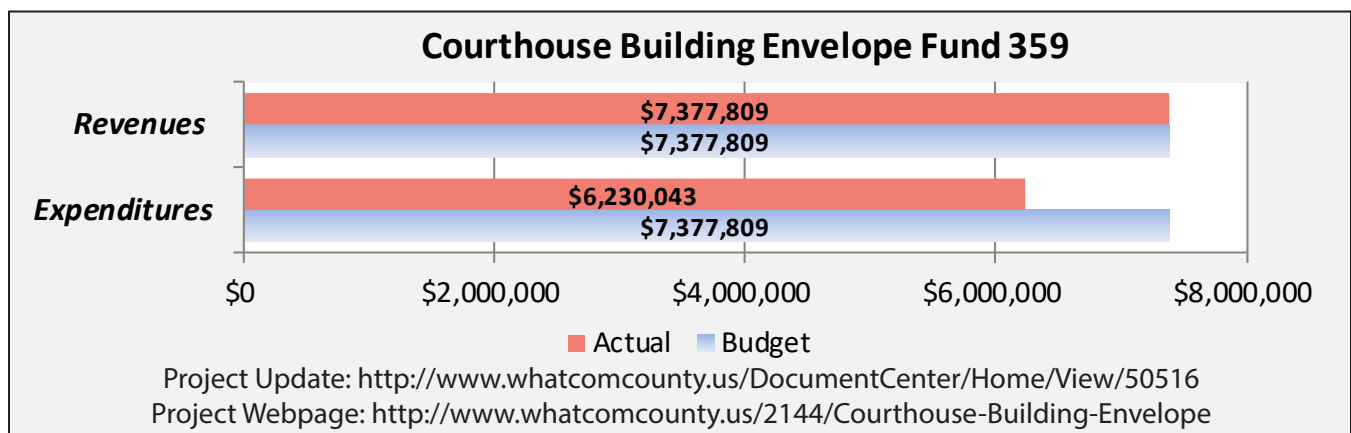 Courthouse Building Envelope Fund 359
Revenues
$7,377,809
$7,377,809
Expenditures
$6,230,043
$7,377,809
$0 $2,000,000 $4,000,000 $6,000,000 $8,000,000
Actual Budget
Project Update: http://www.whatcomcounty.us/DocumentCenter/Home/View/50516
Project Webpage: http://www.whatcomcounty.us/2144/Courthouse-Building-Envelope